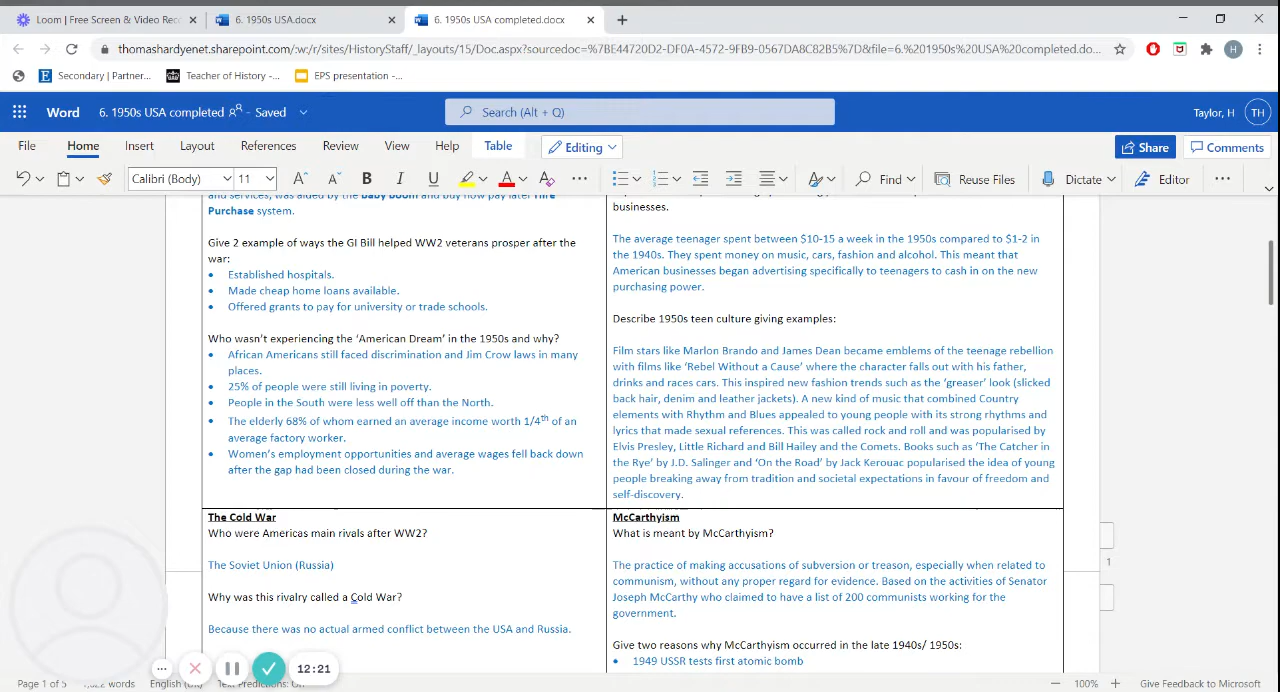 Loom | Free Screen & Video Rec
6. 1950s USA.docx
6. 1950s USA completed.docx
thomashardyenet.sharepoint.com/:w:/r/sites/HistoryStaff/_layouts/15/Doc.aspx?sourcedoc=%7BE44720D2-DF0A-4572-9FB9-0567DA8C82B5%7D&file=6.%201950s%20USA%20completed.do...
H
Secondary | Partner...
Teacher of History -...
EPS presentation -...
Word
6. 1950s USA completed - Saved
Search (Alt + Q)
Taylor, H
TH
File Home Insert Layout References Review View Help Table Editing
Share
Comments
Calibri (Body) 11 Find Reuse Files Dictate Editor
and services, was aided by the baby boom and buy now pay later Hire
Purchase system.
Give 2 example of ways the GI Bill helped WW2 veterans prosper after the
war:
• Established hospitals.
• Made cheap home loans available.
• Offered grants to pay for university or trade schools.
Who wasn't experiencing the 'American Dream' in the 1950s and why?
• African Americans still faced discrimination and Jim Crow laws in many
places.
• 25% of people were still living in poverty.
• People in the South were less well off than the North.
• The elderly 68% of whom earned an average income worth 1/4th of an
average factory worker.
• Women's employment opportunities and average wages fell back down
after the gap had been closed during the war.
businesses.
The average teenager spent between $10-15 a week in the 1950s compared to $1-2 in
the 1940s. They spent money on music, cars, fashion and alcohol. This meant that
American businesses began advertising specifically to teenagers to cash in on the new
purchasing power.
Describe 1950s teen culture giving examples:
Film stars like Marlon Brando and James Dean became emblems of the teenage rebellion
with films like 'Rebel Without a Cause' where the character falls out with his father,
drinks and races cars. This inspired new fashion trends such as the 'greaser' look (slicked
back hair, denim and leather jackets). A new kind of music that combined Country
elements with Rhythm and Blues appealed to young people with its strong rhythms and
lyrics that made sexual references. This was called rock and roll and was popularised by
Elvis Presley, Little Richard and Bill Hailey and the Comets. Books such as 'The Catcher in
the Rye' by J.D. Salinger and 'On the Road' by Jack Kerouac popularised the idea of young
people breaking away from tradition and societal expectations in favour of freedom and
self-discovery.
The Cold War
Who were Americas main rivals after WW2?
The Soviet Union (Russia)
Why was this rivalry called a Cold War?
Because there was no actual armed conflict between the USA and Russia.
McCarthyism
What is meant by McCarthyism?
The practice of making accusations of subversion or treason, especially when related to
communism, without any proper regard for evidence. Based on the activities of Senator
Joseph McCarthy who claimed to have a list of 200 communists working for the
government.
Give two reasons why McCarthyism occurred in the late 1940s/ 1950s:
• 1949 USSR tests first atomic bomb
1
12:21
Page 1 of 5
words
100%
Give Feedback to Microsoft